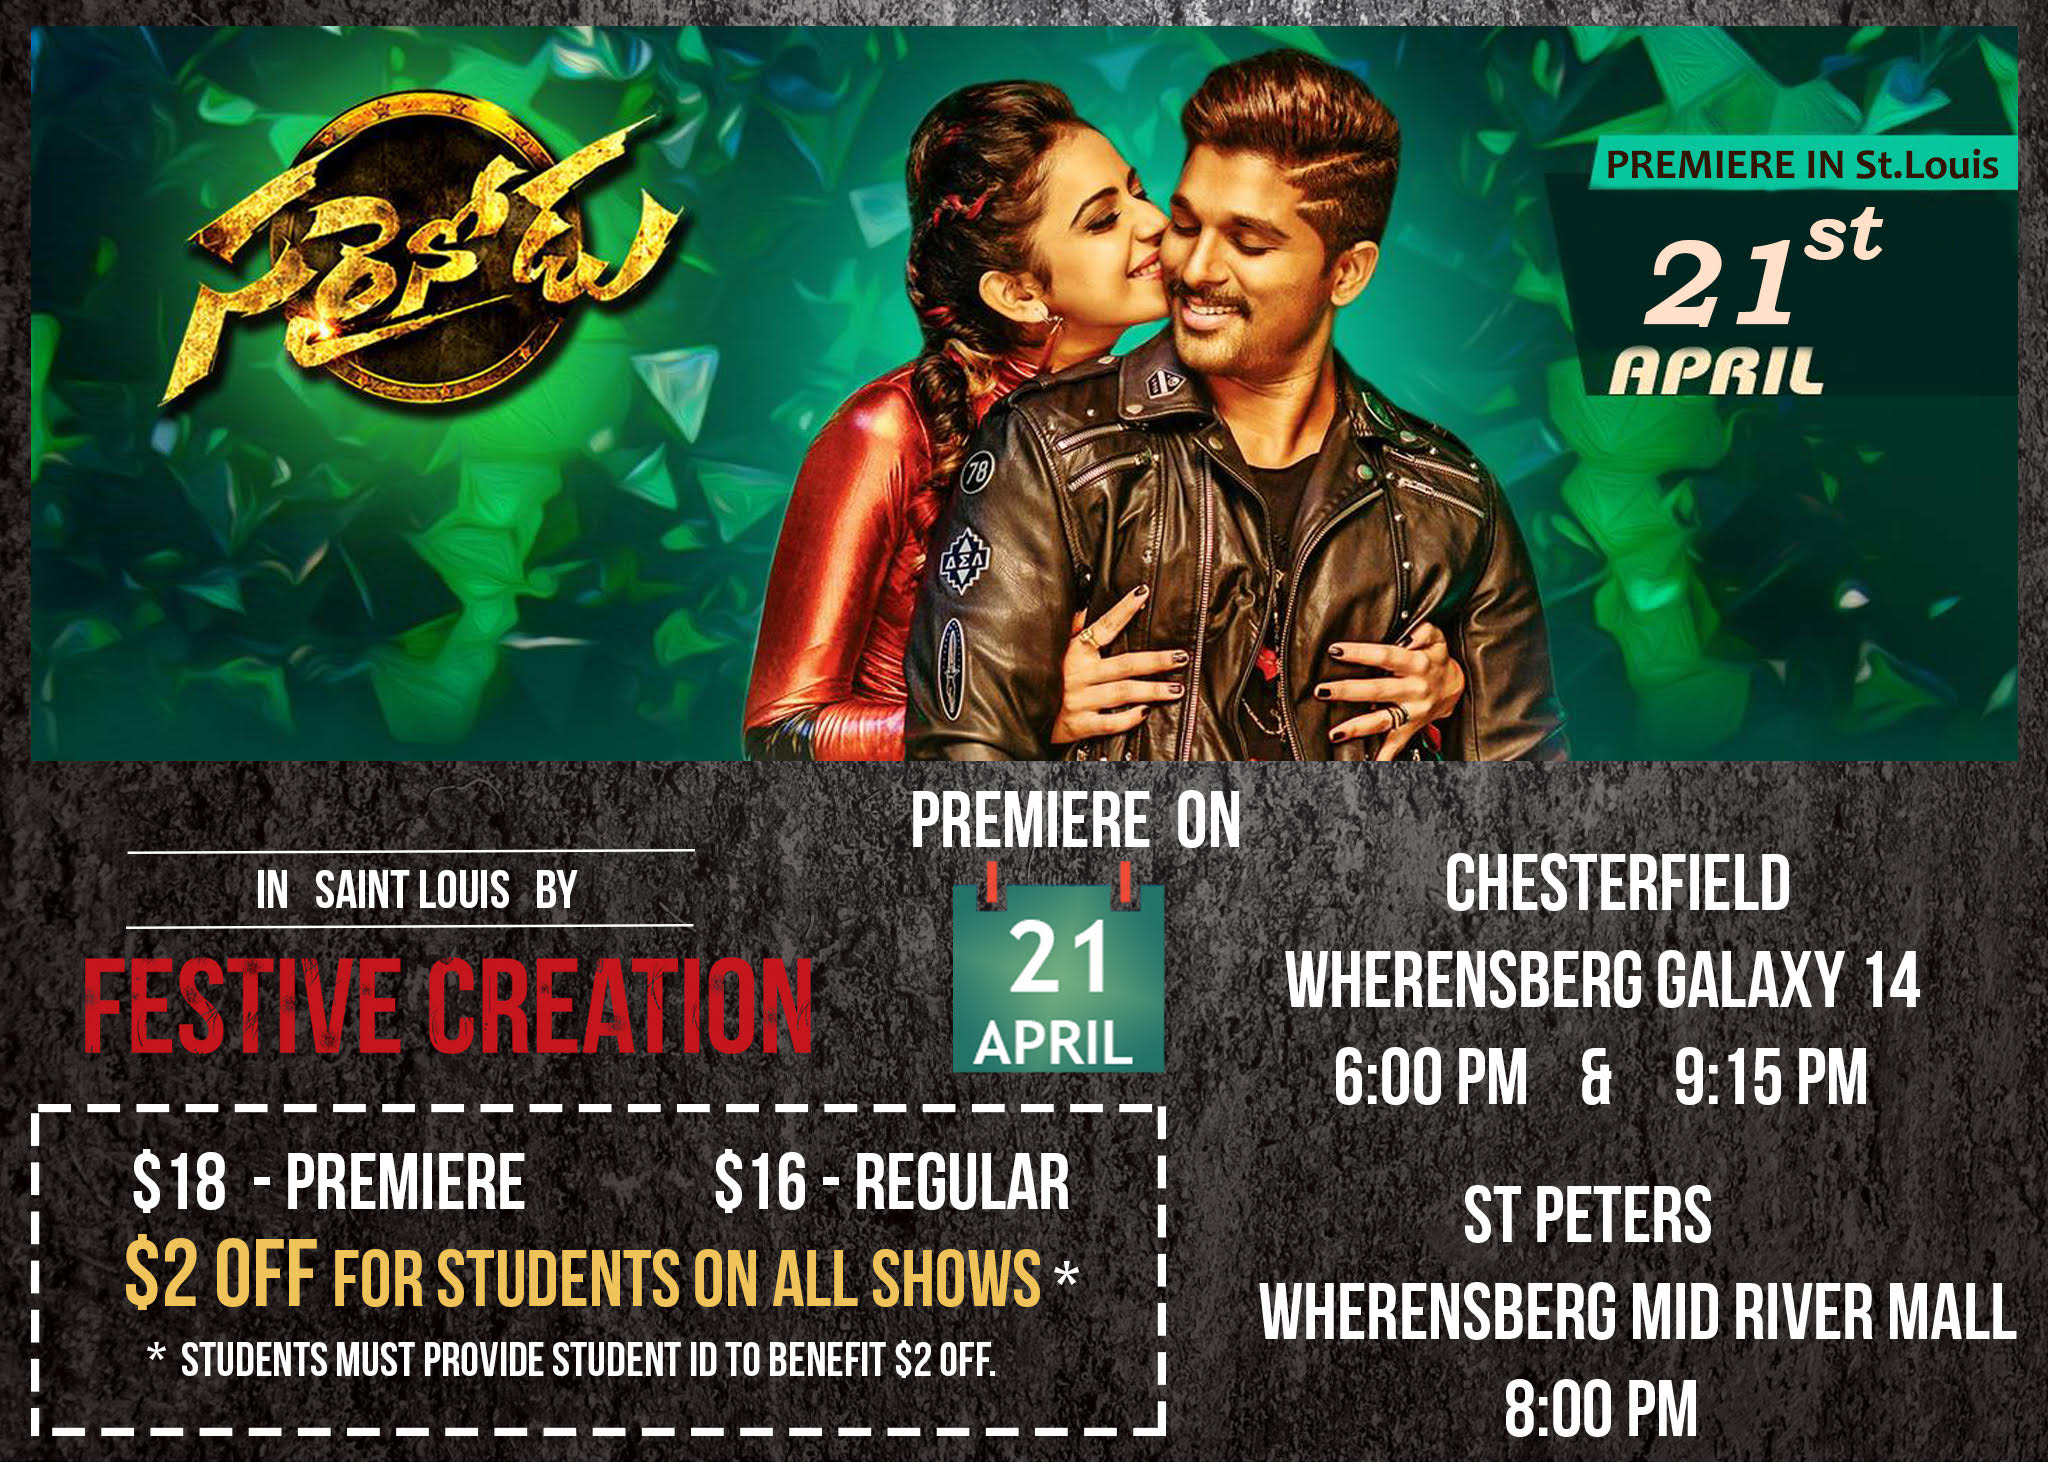 సరైనోడు
PREMIERE IN St.Louis
21st
APRIL
78
ΔΣΛ
PREMIERE ON
21
APRIL
IN SAINT LOUIS BY
FESTIVE CREATION
$18 - PREMIERE $16 - REGULAR
$2 OFF FOR STUDENTS ON ALL SHOWS *
* STUDENTS MUST PROVIDE STUDENT ID TO BENEFIT $2 OFF.
CHESTERFIELD
WHERENSBERG GALAXY 14
6:00 PM & 9:15 PM
ST PETERS
WHERENSBERG MID RIVER MALL
8:00 PM